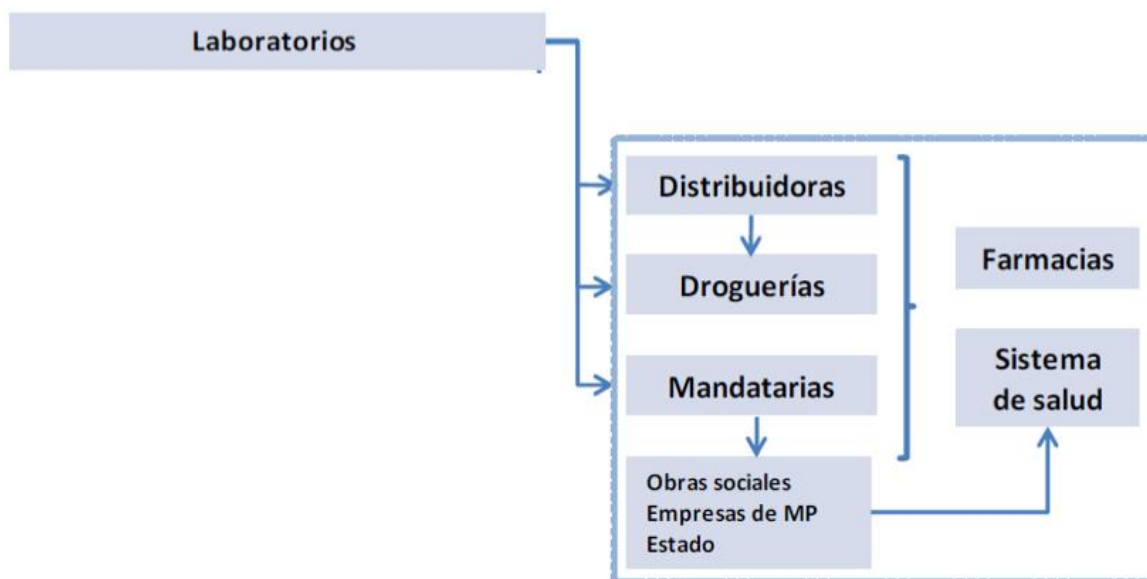 Laboratorios
Distribuidoras
Droguerías
Mandatarias
Obras sociales
Empresas de MP
Estado
Farmacias
Sistema
de salud